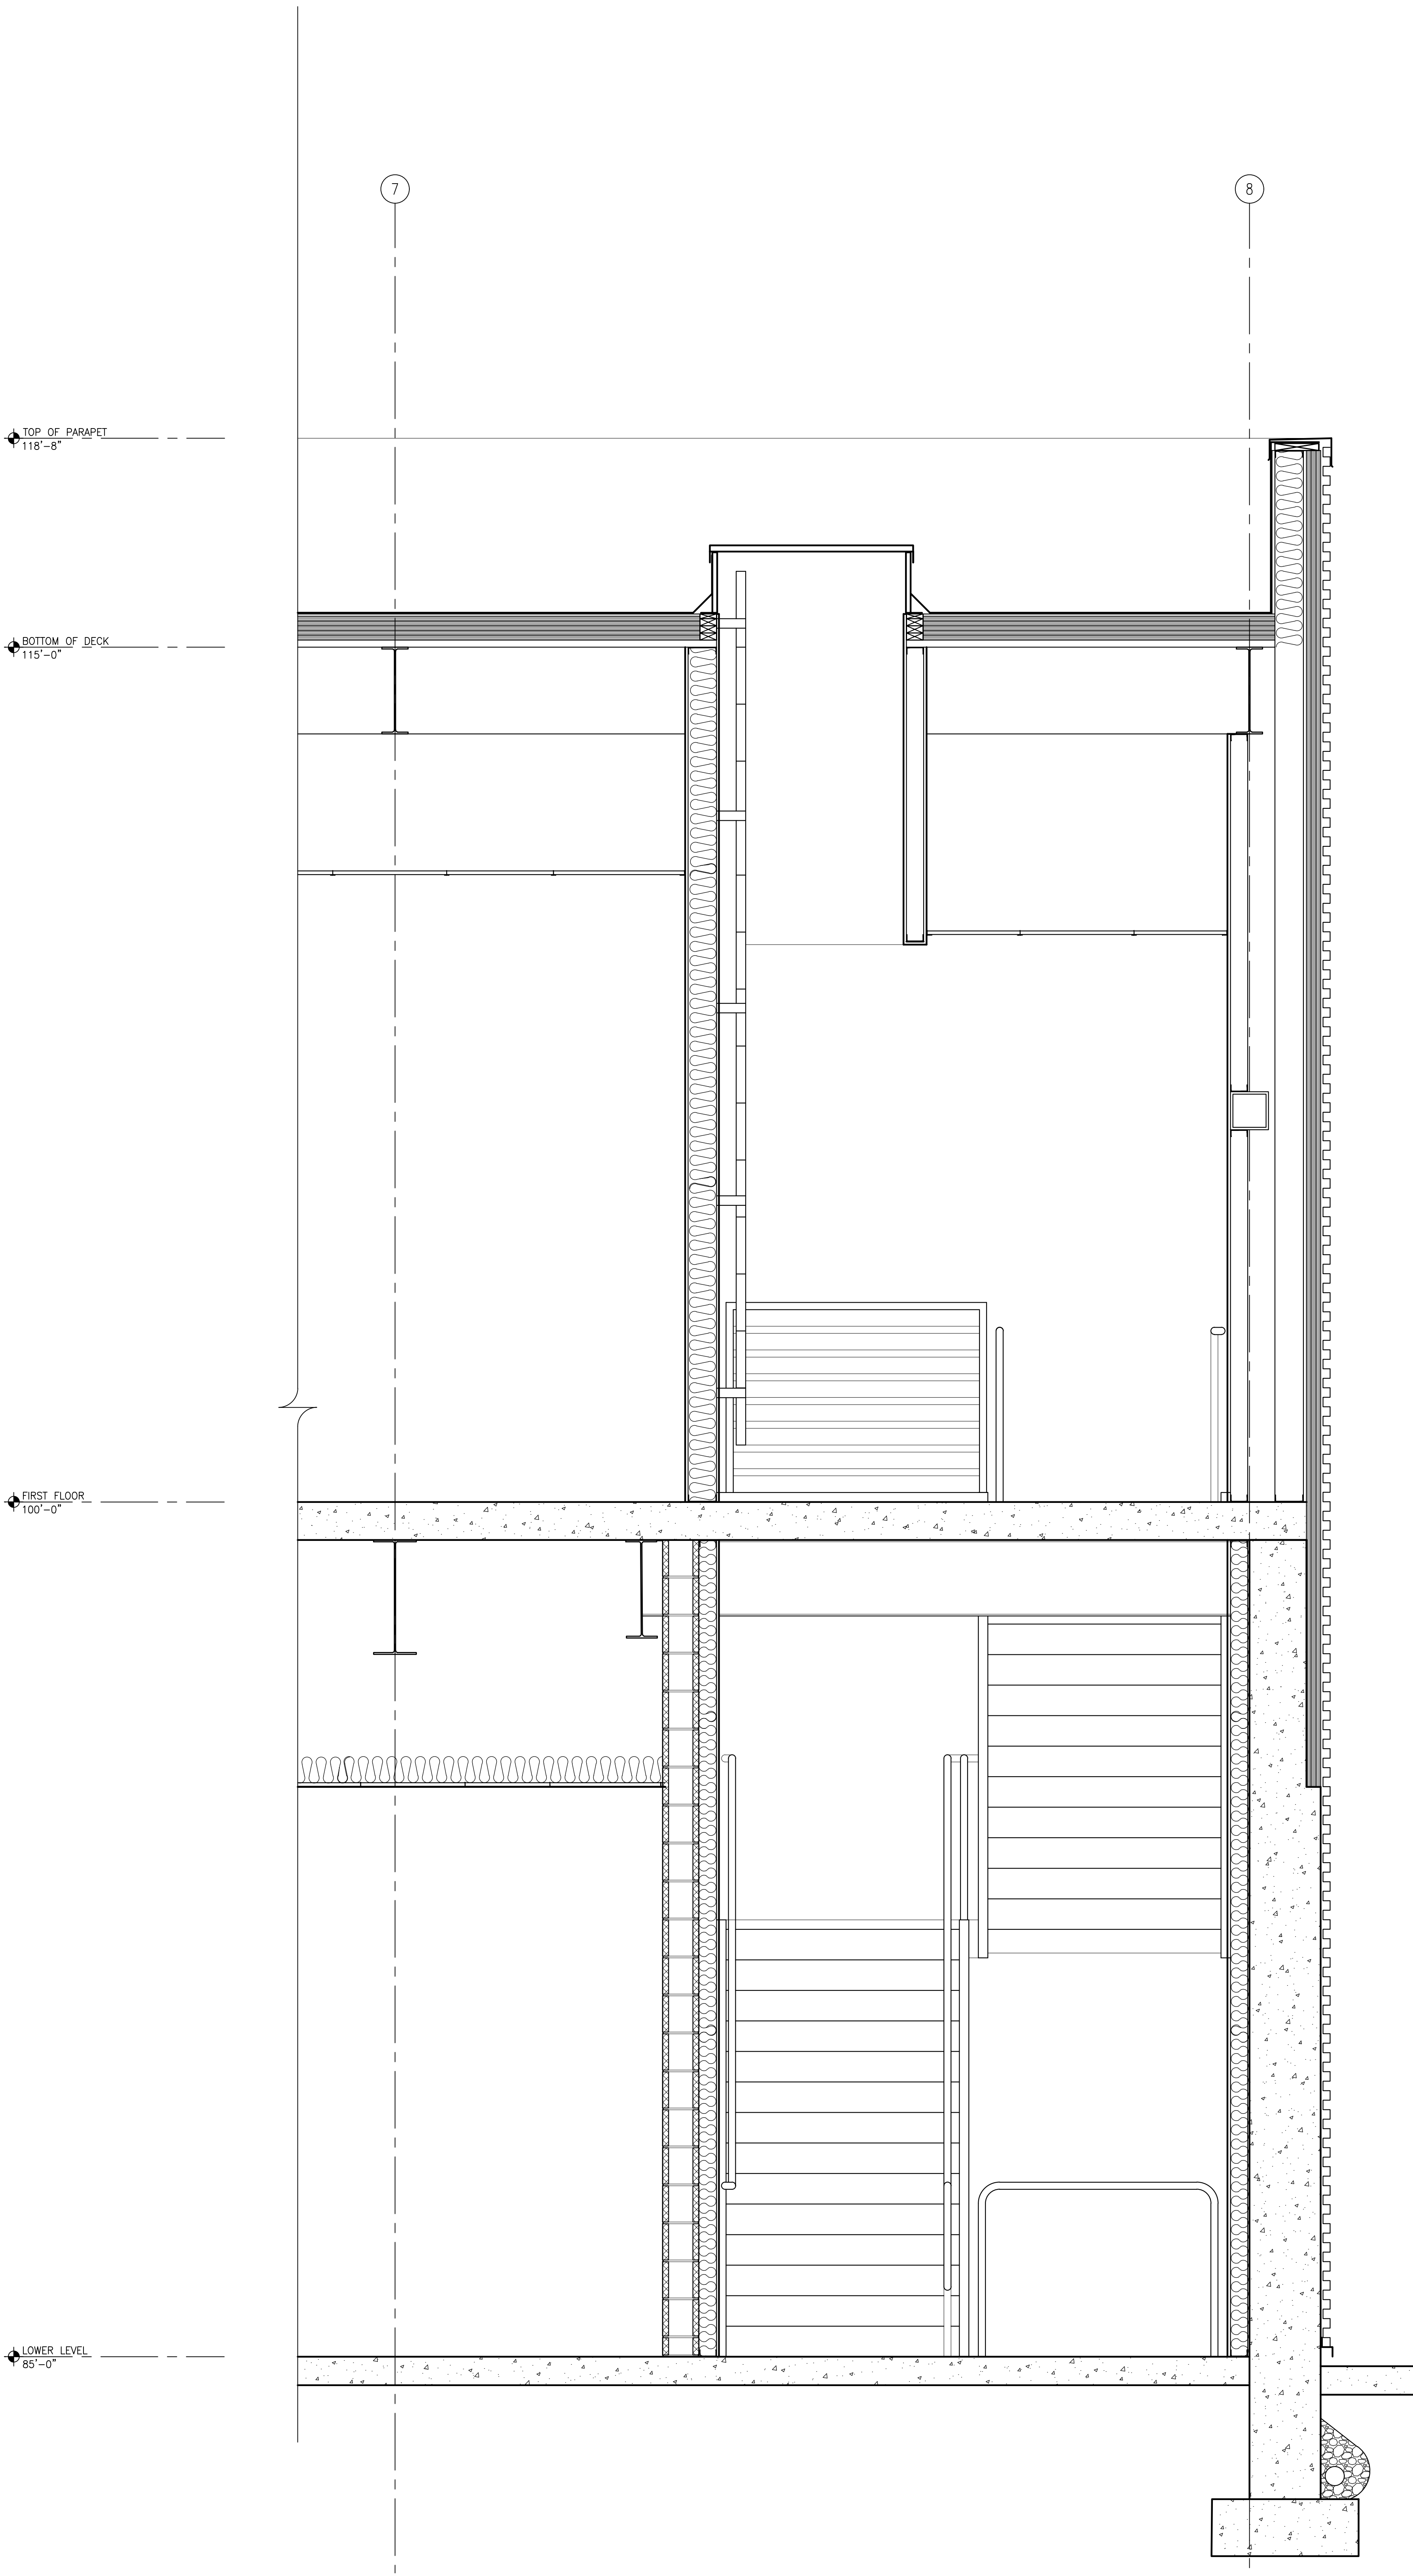 7
8
TOP OF PARAPET
118'-8"
BOTTOM OF DECK
115'-0"
FIRST FLOOR
100'-0"
LOWER LEVEL
85'-0"